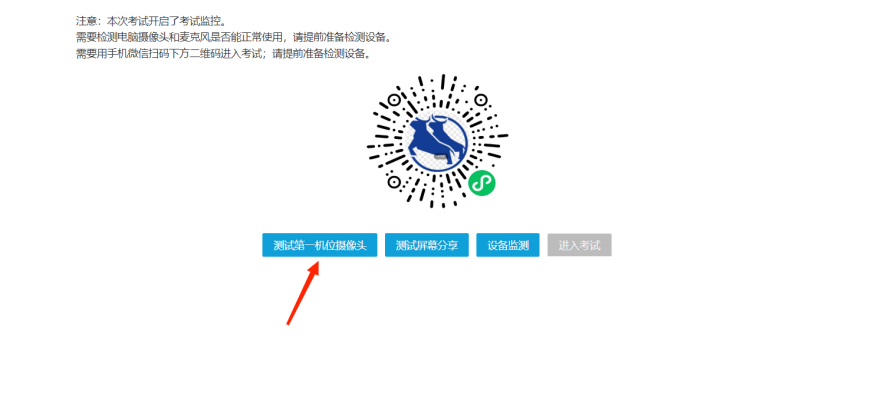 注意：本次考试开启了考试监控。
需要检测电脑摄像头和麦克风是否能正常使用，请提前准备检测设备。
需要用手机微信扫码下方二维码进入考试；请提前准备检测设备。
测试第一机位摄像头 测试屏幕分享 设备监测 进入考试